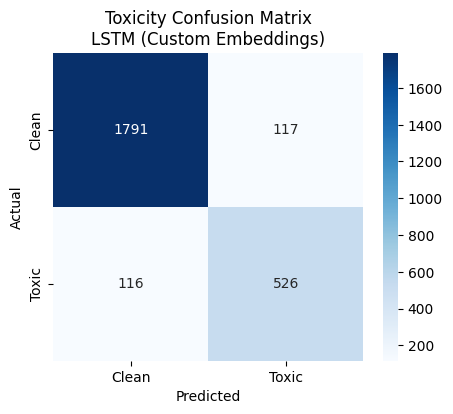 Toxicity Confusion Matrix
LSTM (Custom Embeddings)
Clean
1791
117
Toxic
116
526
Actual
Clean
Toxic
Predicted
1600
1400
1200
1000
800
600
400
200